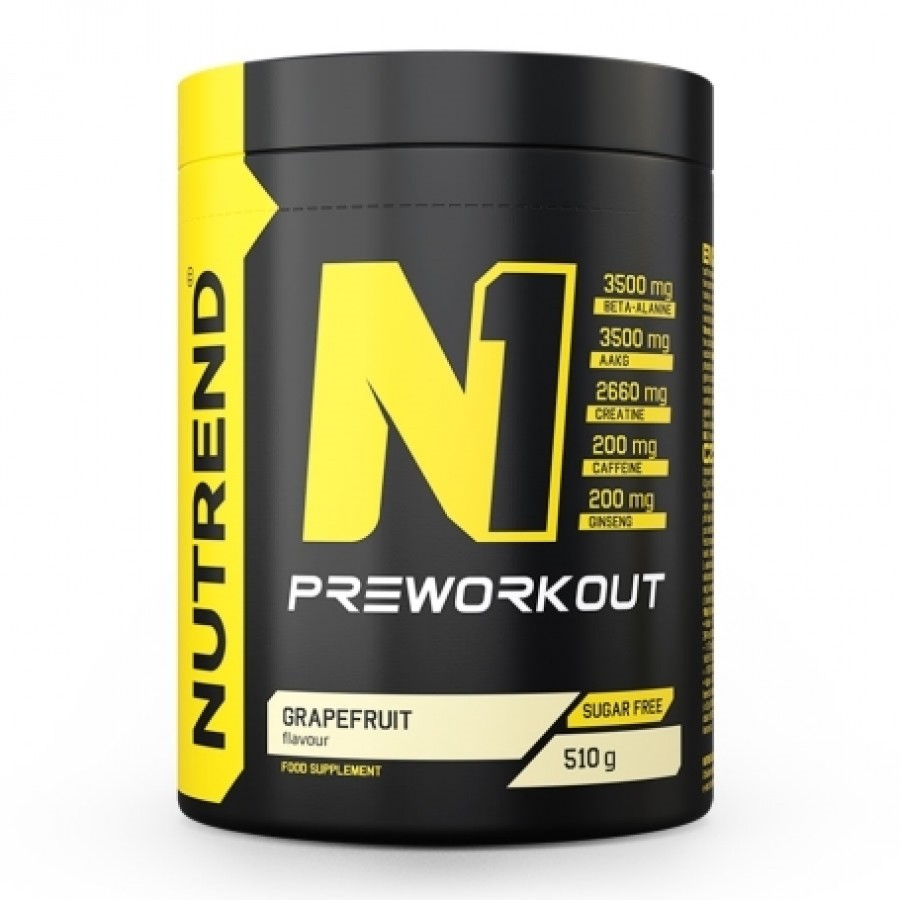 NUTREND®
N1
3500 mg
BETA-ALANINE
3500 mg
AAKG
2660 mg
CREATINE
200 mg
CAFFEINE
200 mg
GINSENG
PREWORKOUT
GRAPEFRUIT
flavour
SUGAR FREE
510 g
FOOD SUPPLEMENT